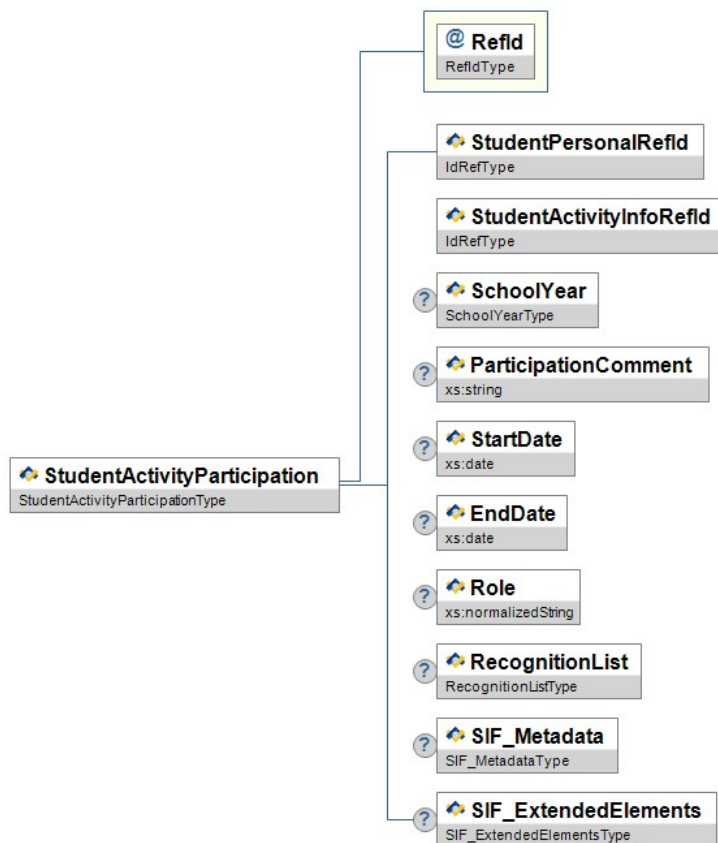 @ RefId
RefIdType
StudentPersonalRefId
IdRefType
StudentActivityInfoRefId
IdRefType
? SchoolYear
SchoolYearType
? ParticipationComment
xs:string
? StartDate
xs:date
StudentActivityParticipation
StudentActivityParticipationType
? EndDate
xs:date
? Role
xs:normalizedString
? RecognitionList
RecognitionListType
? SIF_Metadata
SIF_MetadataType
? SIF_ExtendedElements
SIF_ExtendedElementsType